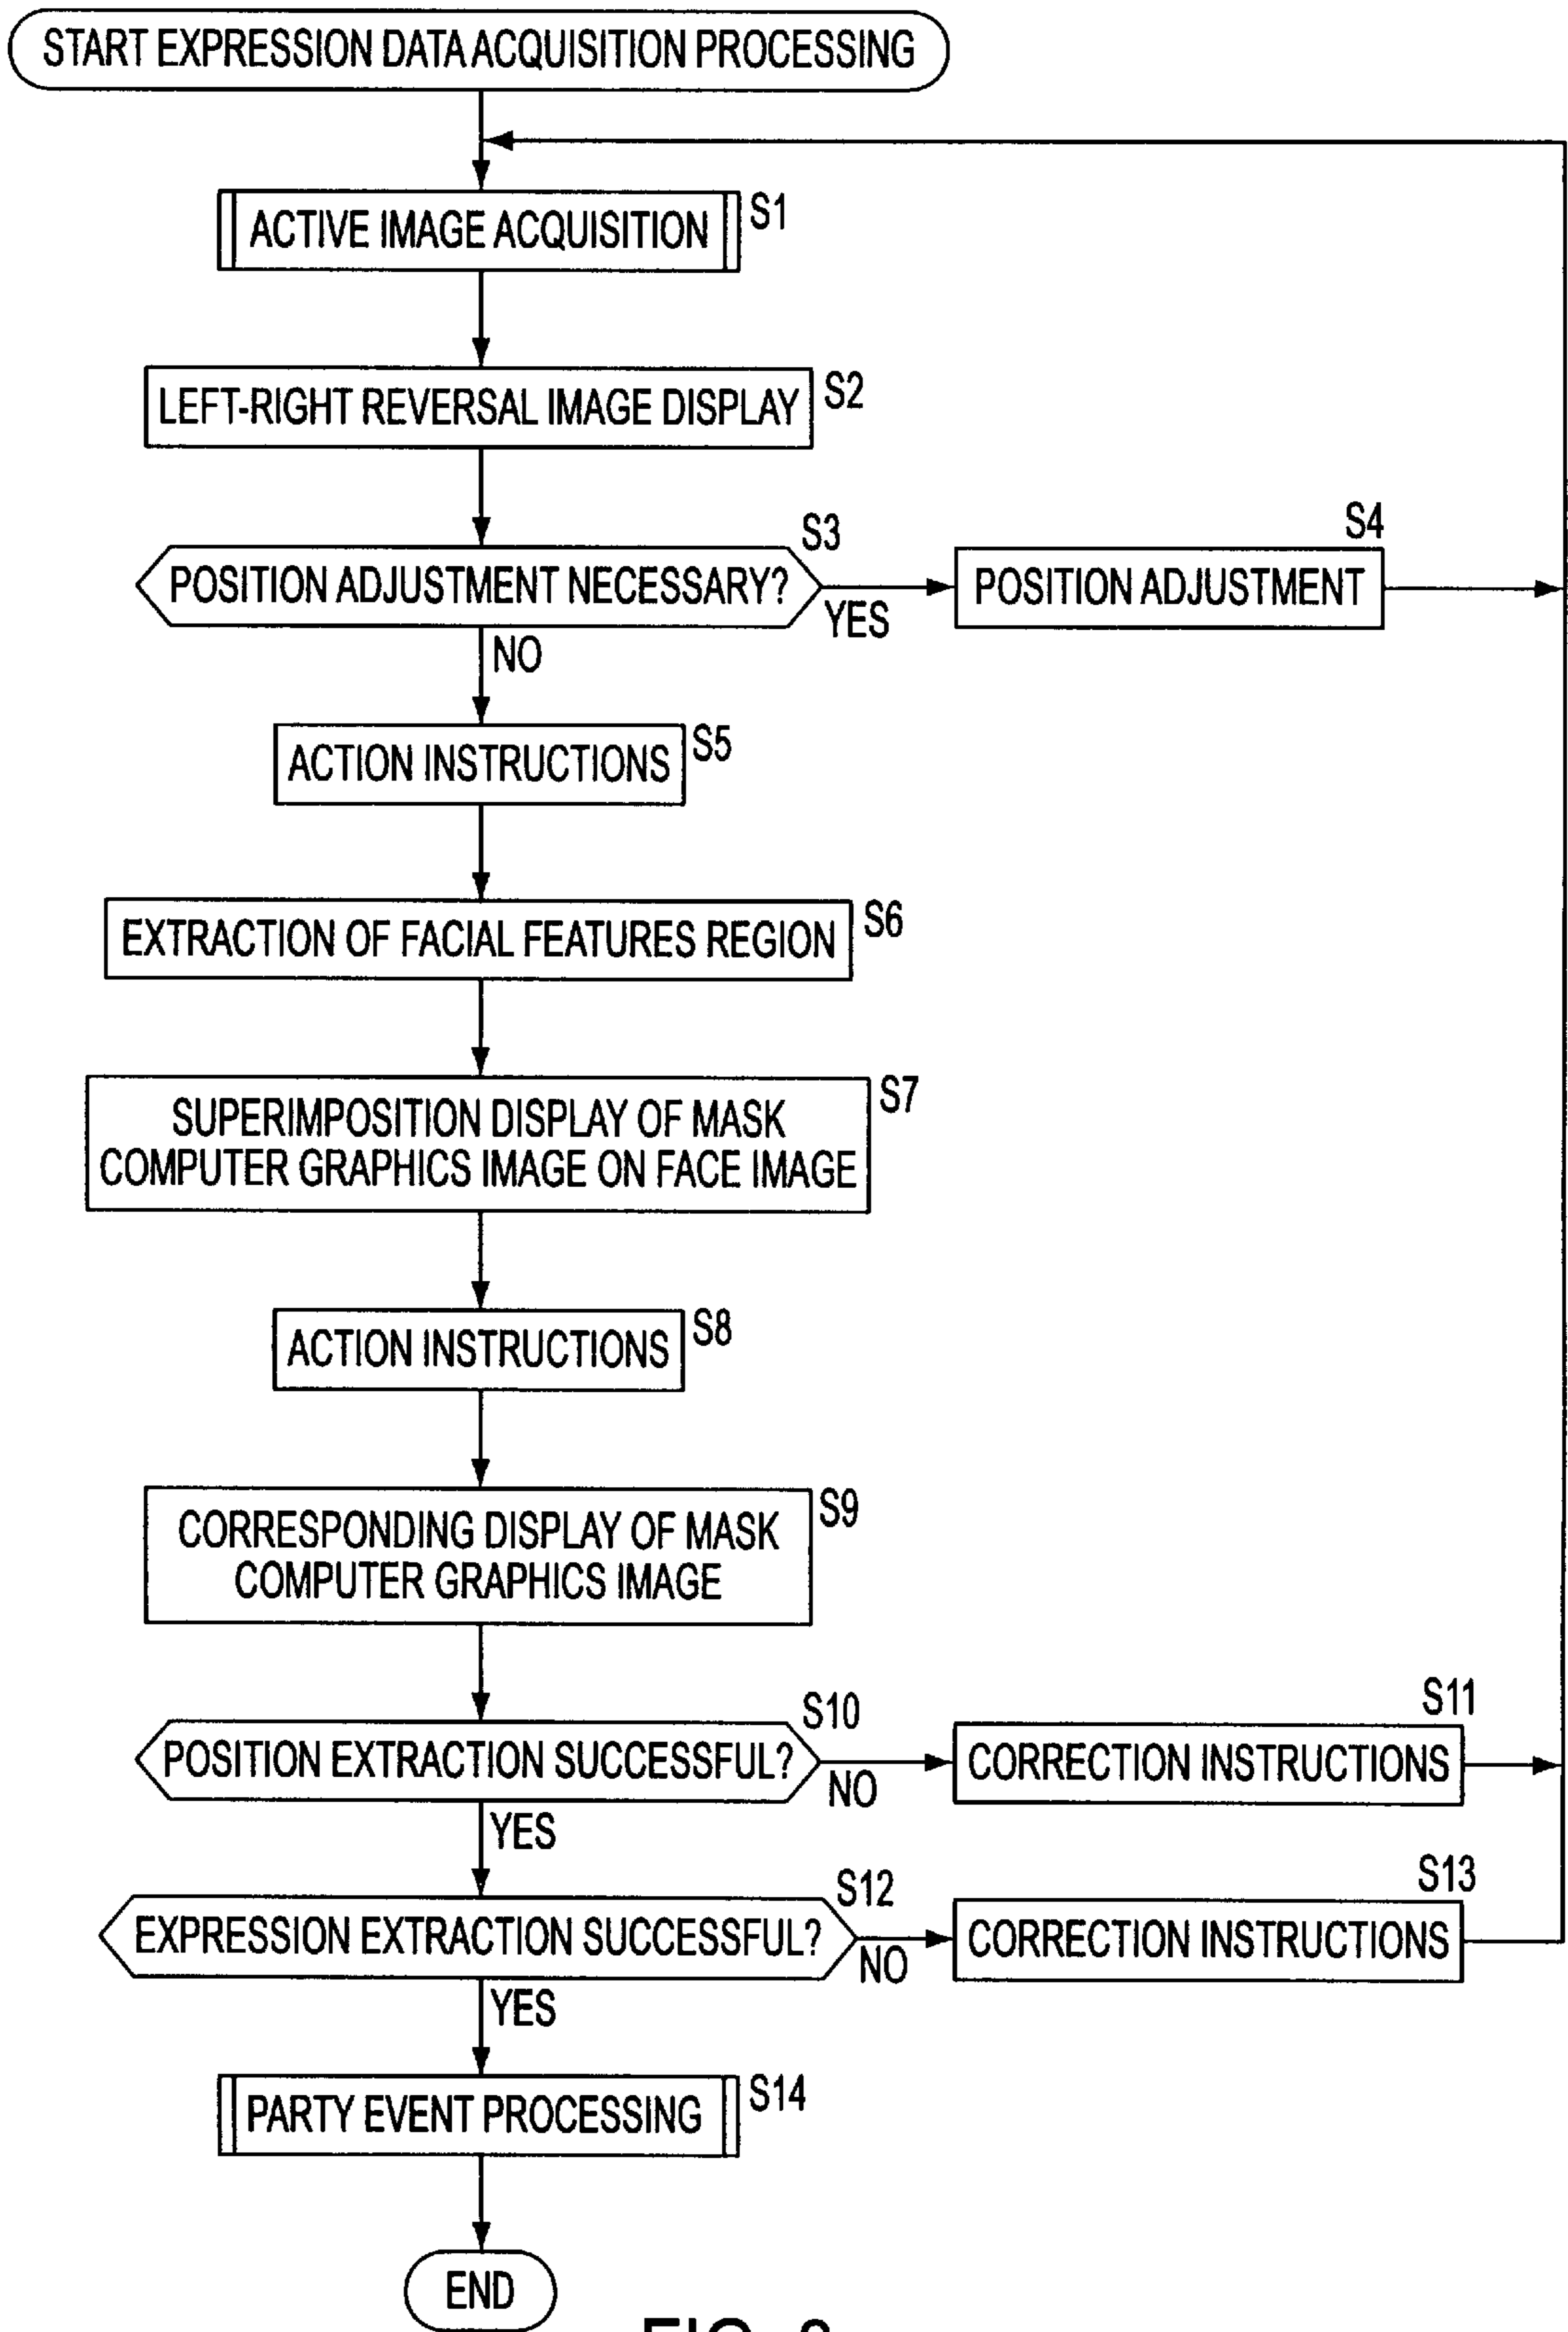 START EXPRESSION DATA ACQUISITION PROCESSING
ACTIVE IMAGE ACQUISITION
S1
LEFT-RIGHT REVERSAL IMAGE DISPLAY
S2
S3
POSITION ADJUSTMENT NECESSARY?
YES
S4
POSITION ADJUSTMENT
NO
ACTION INSTRUCTIONS
S5
EXTRACTION OF FACIAL FEATURES REGION
S6
SUPERIMPOSITION DISPLAY OF MASK
COMPUTER GRAPHICS IMAGE ON FACE IMAGE
S7
ACTION INSTRUCTIONS
S8
CORRESPONDING DISPLAY OF MASK
COMPUTER GRAPHICS IMAGE
S9
S10
POSITION EXTRACTION SUCCESSFUL?
NO
S11
CORRECTION INSTRUCTIONS
YES
S12
EXPRESSION EXTRACTION SUCCESSFUL?
NO
S13
CORRECTION INSTRUCTIONS
YES
PARTY EVENT PROCESSING
S14
END
FIG.